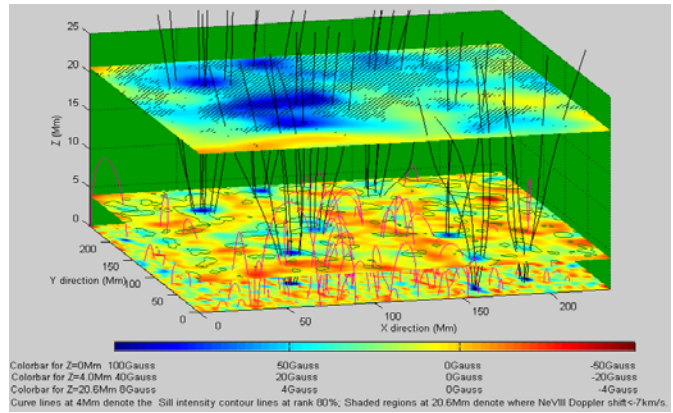 25
20
15
10
5
0
Z (Mm)
200
150
100
50
0
Y direction (Mm)
0
50
100
150
200
X direction (Mm)
Colorbar for Z=0Mm 100Gauss 50Gauss 0Gauss -50Gauss
Colorbar for Z=4.0Mm 40Gauss 20Gauss 0Gauss -20Gauss
Colorbar for Z=20.6Mm 8Gauss 4Gauss 0Gauss -4Gauss
Curve lines at 4Mm denote the Sill intensity contour lines at rank 80%; Shaded regions at 20.6Mm denote where NeVIII Doppler shift<-7km/s.